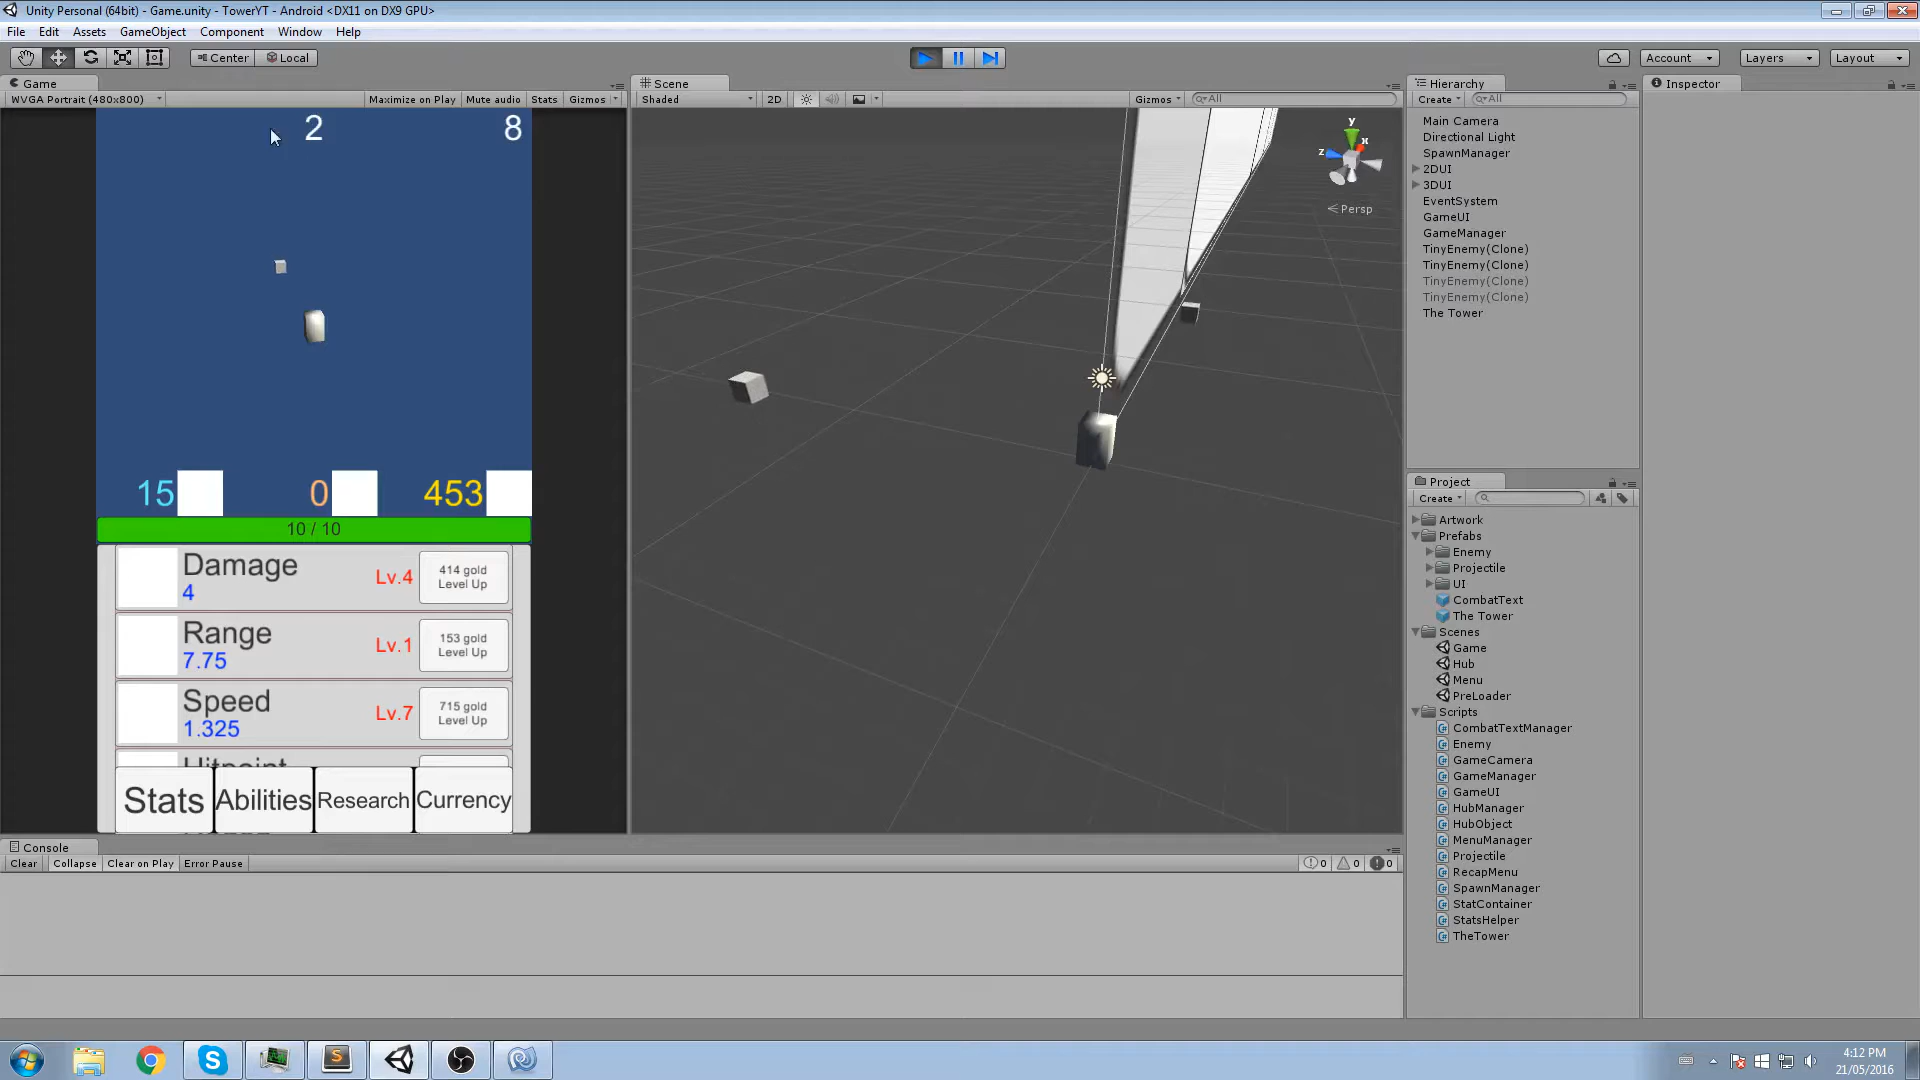 Unity Personal (64bit) - Game.unity - TowerYT - Android <DX11 on DX9 GPU>
File Edit Assets GameObject Component Window Help
Center Local
Account Layers Layout
Game
WVGA Portrait (480x800) Maximize on Play Mute audio Stats Gizmos
2 8
15 0 453
10 / 10
Damage
4
Lv.4
414 gold
Level Up
Range
7.75
Lv.1
153 gold
Level Up
Speed
1.325
Lv.7
715 gold
Level Up
Hitpoint
Stats Abilities Research Currency
Scene
Shaded 2D Gizmos All
y
x
z
Persp
Hierarchy
Create All
Main Camera
Directional Light
SpawnManager
2DUI
3DUI
EventSystem
GameUI
GameManager
TinyEnemy(Clone)
TinyEnemy(Clone)
TinyEnemy(Clone)
TinyEnemy(Clone)
The Tower
Project
Create
Artwork
Prefabs
Enemy
Projectile
UI
CombatText
The Tower
Scenes
Game
Hub
Menu
PreLoader
Scripts
CombatTextManager
Enemy
GameCamera
GameManager
GameUI
HubManager
HubObject
MenuManager
Projectile
RecapMenu
SpawnManager
StatContainer
StatsHelper
TheTower
Inspector
Console
Clear Collapse Clear on Play Error Pause
0 0 0
4:12 PM
21/05/2016